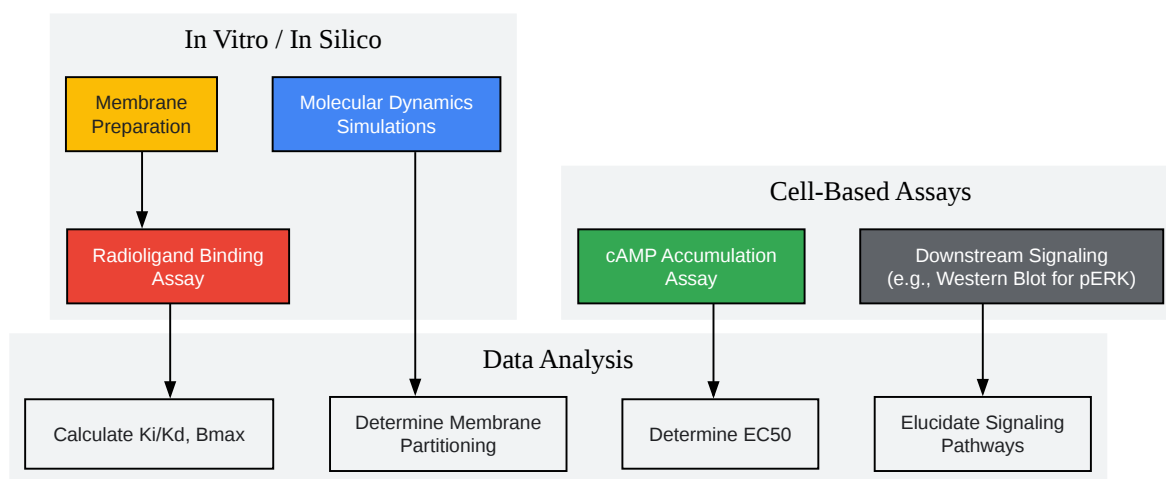 In Vitro / In Silico
Membrane
Preparation
Molecular Dynamics
Simulations
Radioligand Binding
Assay
Cell-Based Assays
cAMP Accumulation
Assay
Downstream Signaling
(e.g., Western Blot for pERK)
Data Analysis
Calculate Ki/Kd, Bmax
Determine Membrane
Partitioning
Determine EC50
Elucidate Signaling
Pathways